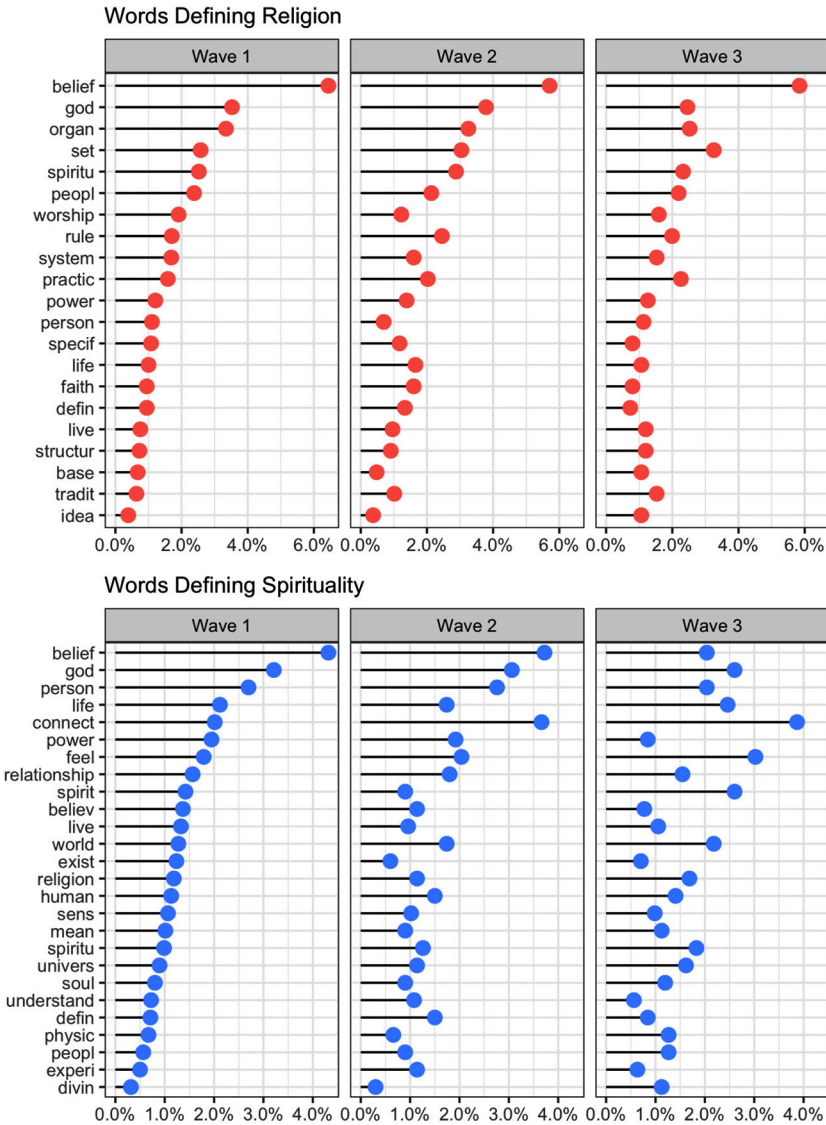 Words Defining Religion
Wave 1 Wave 2 Wave 3
belief
god
organ
set
spiritu
peopl
worship
rule
system
practic
power
person
specif
life
faith
defin
live
structur
base
tradit
idea
0.0% 2.0% 4.0% 6.0% 0.0% 2.0% 4.0% 6.0% 0.0% 2.0% 4.0% 6.0%
Words Defining Spirituality
Wave 1 Wave 2 Wave 3
belief
god
person
life
connect
power
feel
relationship
spirit
believ
live
world
exist
religion
human
sens
mean
spiritu
univers
soul
understand
defin
physic
peopl
experi
divin
0.0% 1.0% 2.0% 3.0% 4.0% 0.0% 1.0% 2.0% 3.0% 4.0% 0.0% 1.0% 2.0% 3.0% 4.0%